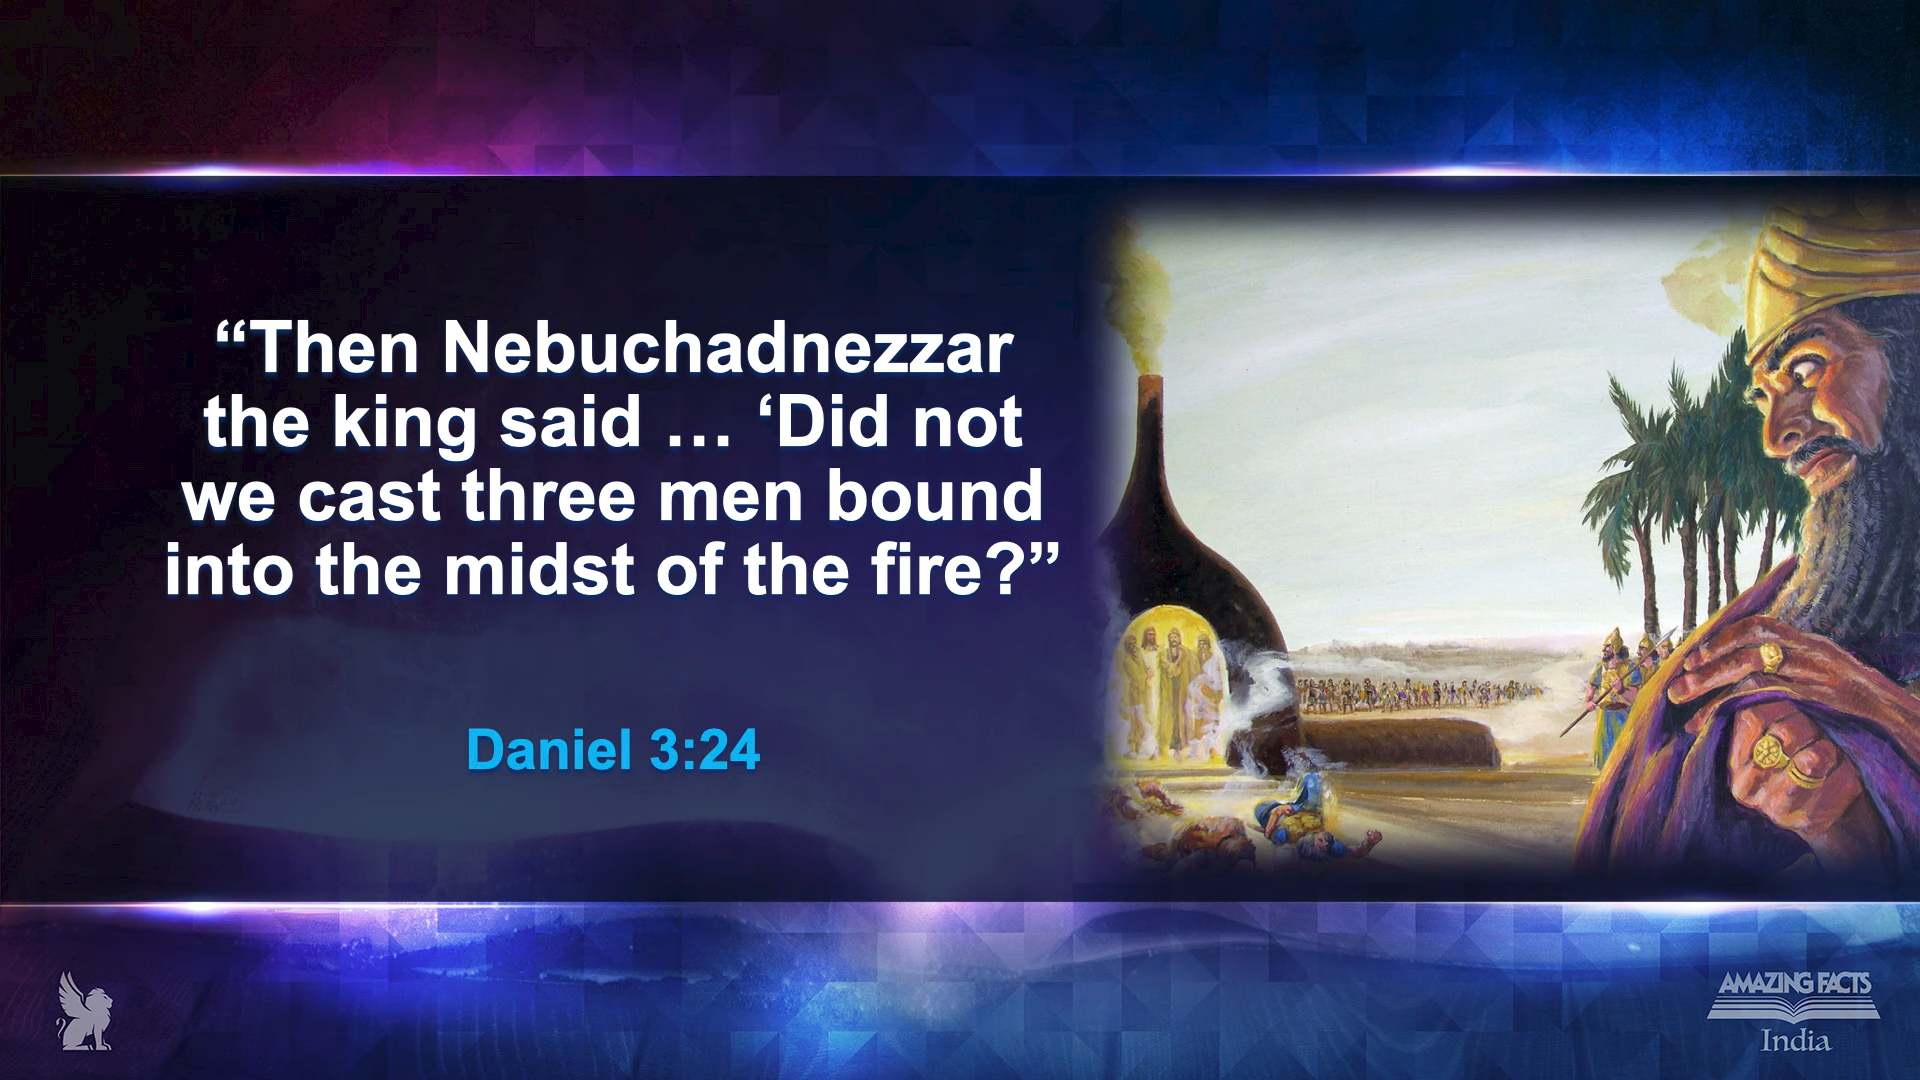 “Then Nebuchadnezzar
the king said … ‘Did not
we cast three men bound
into the midst of the fire?”
Daniel 3:24
AMAZING FACTS
India